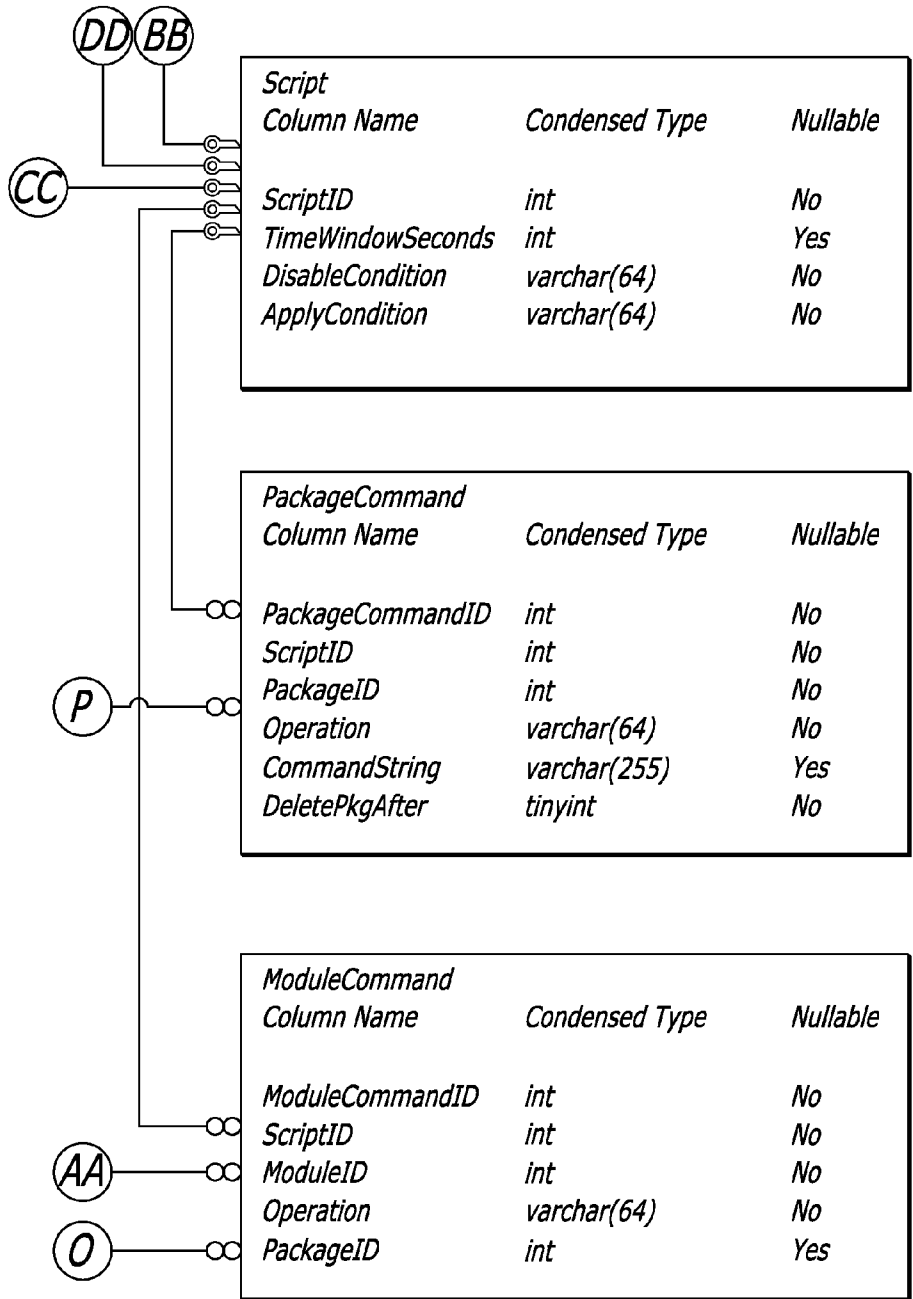 DD BB
Script
Column Name Condensed Type Nullable
CC
ScriptID int No
TimeWindowSeconds int Yes
DisableCondition varchar(64) No
ApplyCondition varchar(64) No
PackageCommand
Column Name Condensed Type Nullable
PackageCommandID int No
ScriptID int No
P
PackageID int No
Operation varchar(64) No
CommandString varchar(255) Yes
DeletePkgAfter tinyint No
ModuleCommand
Column Name Condensed Type Nullable
ModuleCommandID int No
ScriptID int No
AA
ModuleID int No
Operation varchar(64) No
O
PackageID int Yes